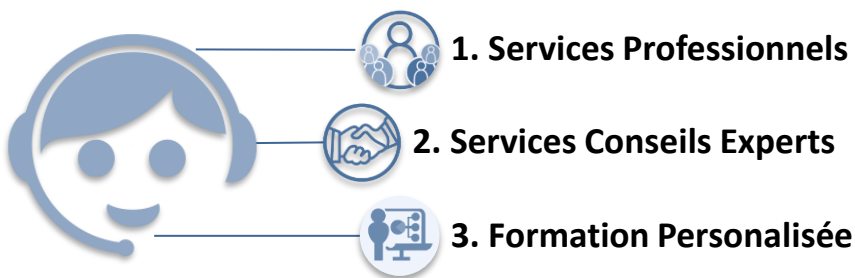 1. Services Professionnels
2. Services Conseils Experts
3. Formation Personalisée